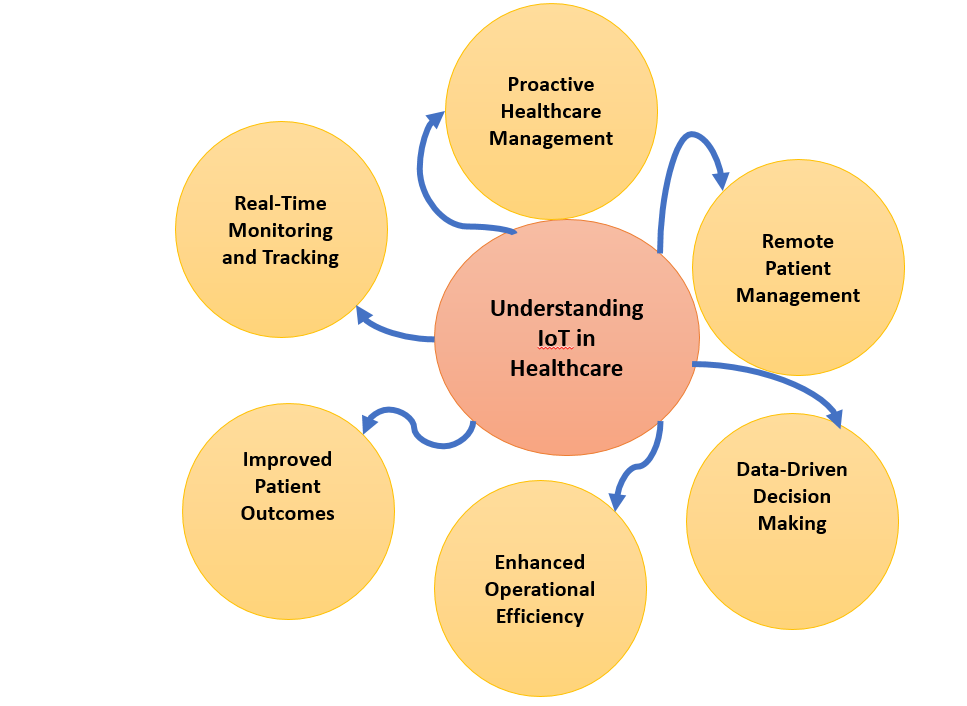 Proactive
Healthcare
Management
Real-Time
Monitoring
and Tracking
Remote
Patient
Management
Understanding
IoT in
Healthcare
Improved
Patient
Outcomes
Data-Driven
Decision
Making
Enhanced
Operational
Efficiency